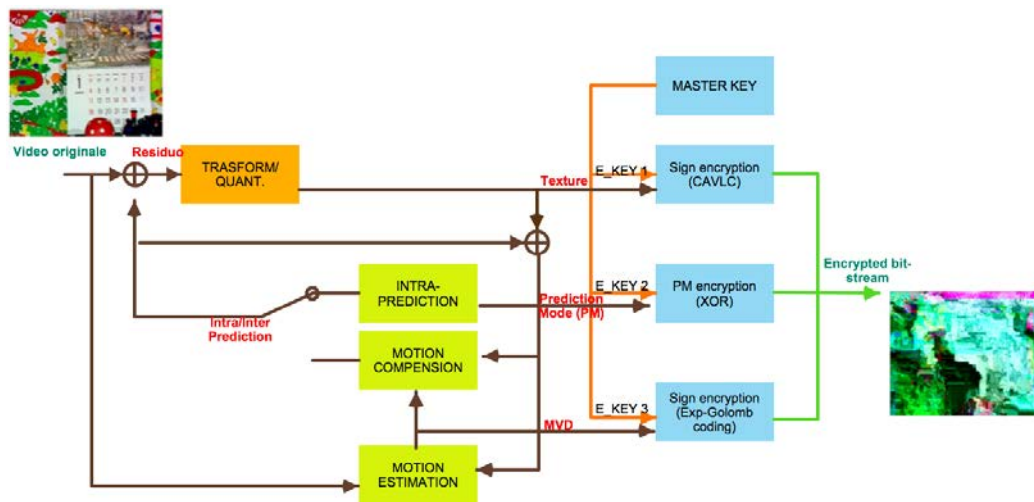 MASTER KEY
Video originale
Residuo
TRASFORM/
QUANT.
Texture
E_KEY 1
Sign encryption
(CAVLC)
INTRA-
PREDICTION
Intra/Inter
Prediction
Prediction
Mode (PM)
E_KEY 2
PM encryption
(XOR)
Encrypted bit-
stream
MOTION
COMPENSION
MVD
E_KEY 3
Sign encryption
(Exp-Golomb
coding)
MOTION
ESTIMATION